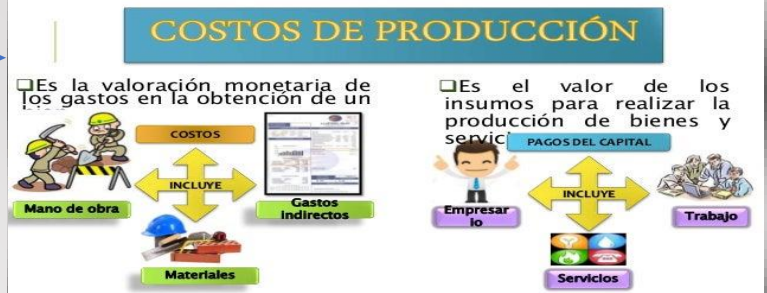 COSTOS DE PRODUCCIÓN
Es la valoración monetaria de
los gastos en la obtención de un
COSTOS
INCLUYE
Mano de obra
Gastos
Indirectos
Materiales
Es el valor de los
insumos para realizar la
producción de bienes y
PAGOS DEL CAPITAL
INCLUYE
Empresar
io
Trabajo
Servicios